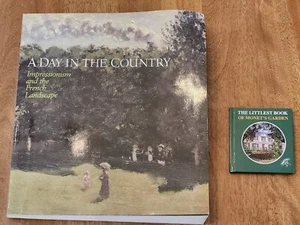 A DAY IN THE COUNTRY
Impressionism
and the
French
Landscape
THE LITTLEST BOOK
OF MONET'S GARDEN